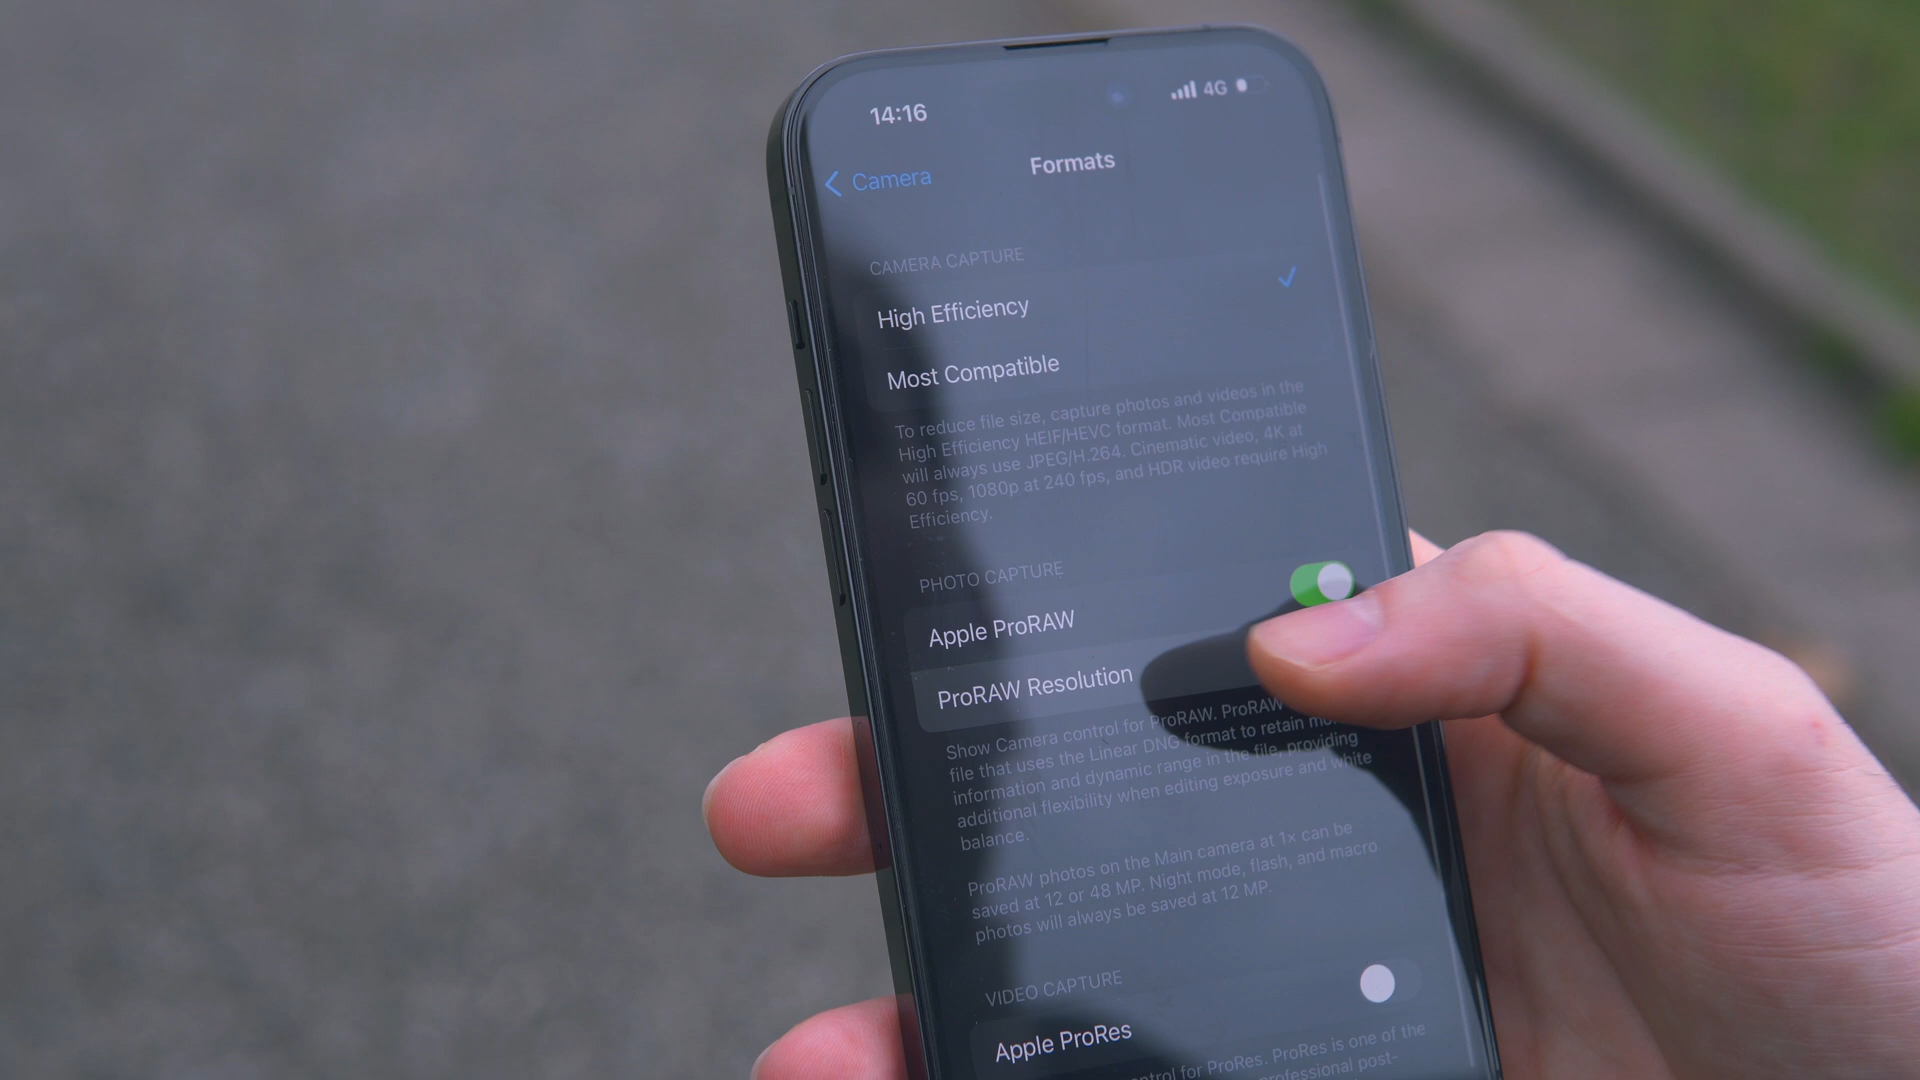 14:16
4G
Camera
Formats
CAMERA CAPTURE
High Efficiency
Most Compatible
To reduce file size, capture photos and videos in the
High Efficiency HEIF/HEVC format. Most Compatible
will always use JPEG/H.264. Cinematic video, 4K at
60 fps, 1080p at 240 fps, and HDR video require High
Efficiency.
PHOTO CAPTURE
Apple ProRAW
ProRAW Resolution
Show Camera control for ProRAW. ProRAW
file that uses the Linear DNG format to retain
information and dynamic range in the file, providing
additional flexibility when editing exposure and white
balance.
ProRAW photos on the Main camera at 1x can be
saved at 12 or 48 MP. Night mode, flash, and macro
photos will always be saved at 12 MP.
VIDEO CAPTURE
Apple ProRes
for ProRes. ProRes is one of the